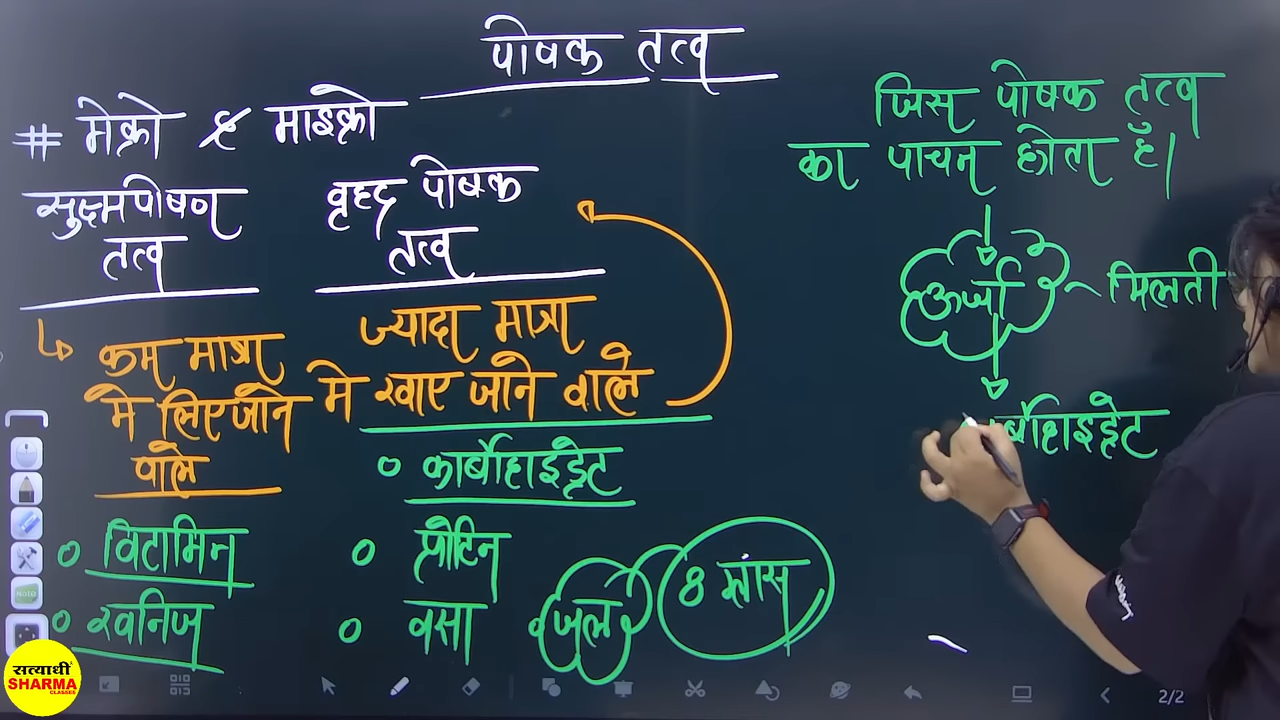 पोषक तत्व
# मेक्रो & माइक्रो
सुक्ष्मपोषण
तत्व
वृहद पोषक
तत्व
कम मात्रा
मे लिए जाने
वाले
ज्यादा मात्रा
मे खाए जाने वाले
कार्बोहाइड्रेट
विटामिन
खनिज
प्रोटिन
वसा
जल
8 ग्लास
जिस पोषक तत्व
का पाचन होता है।
ऊर्जा
मिलती
सत्यार्थी
SHARMA
CLASSES
2/2